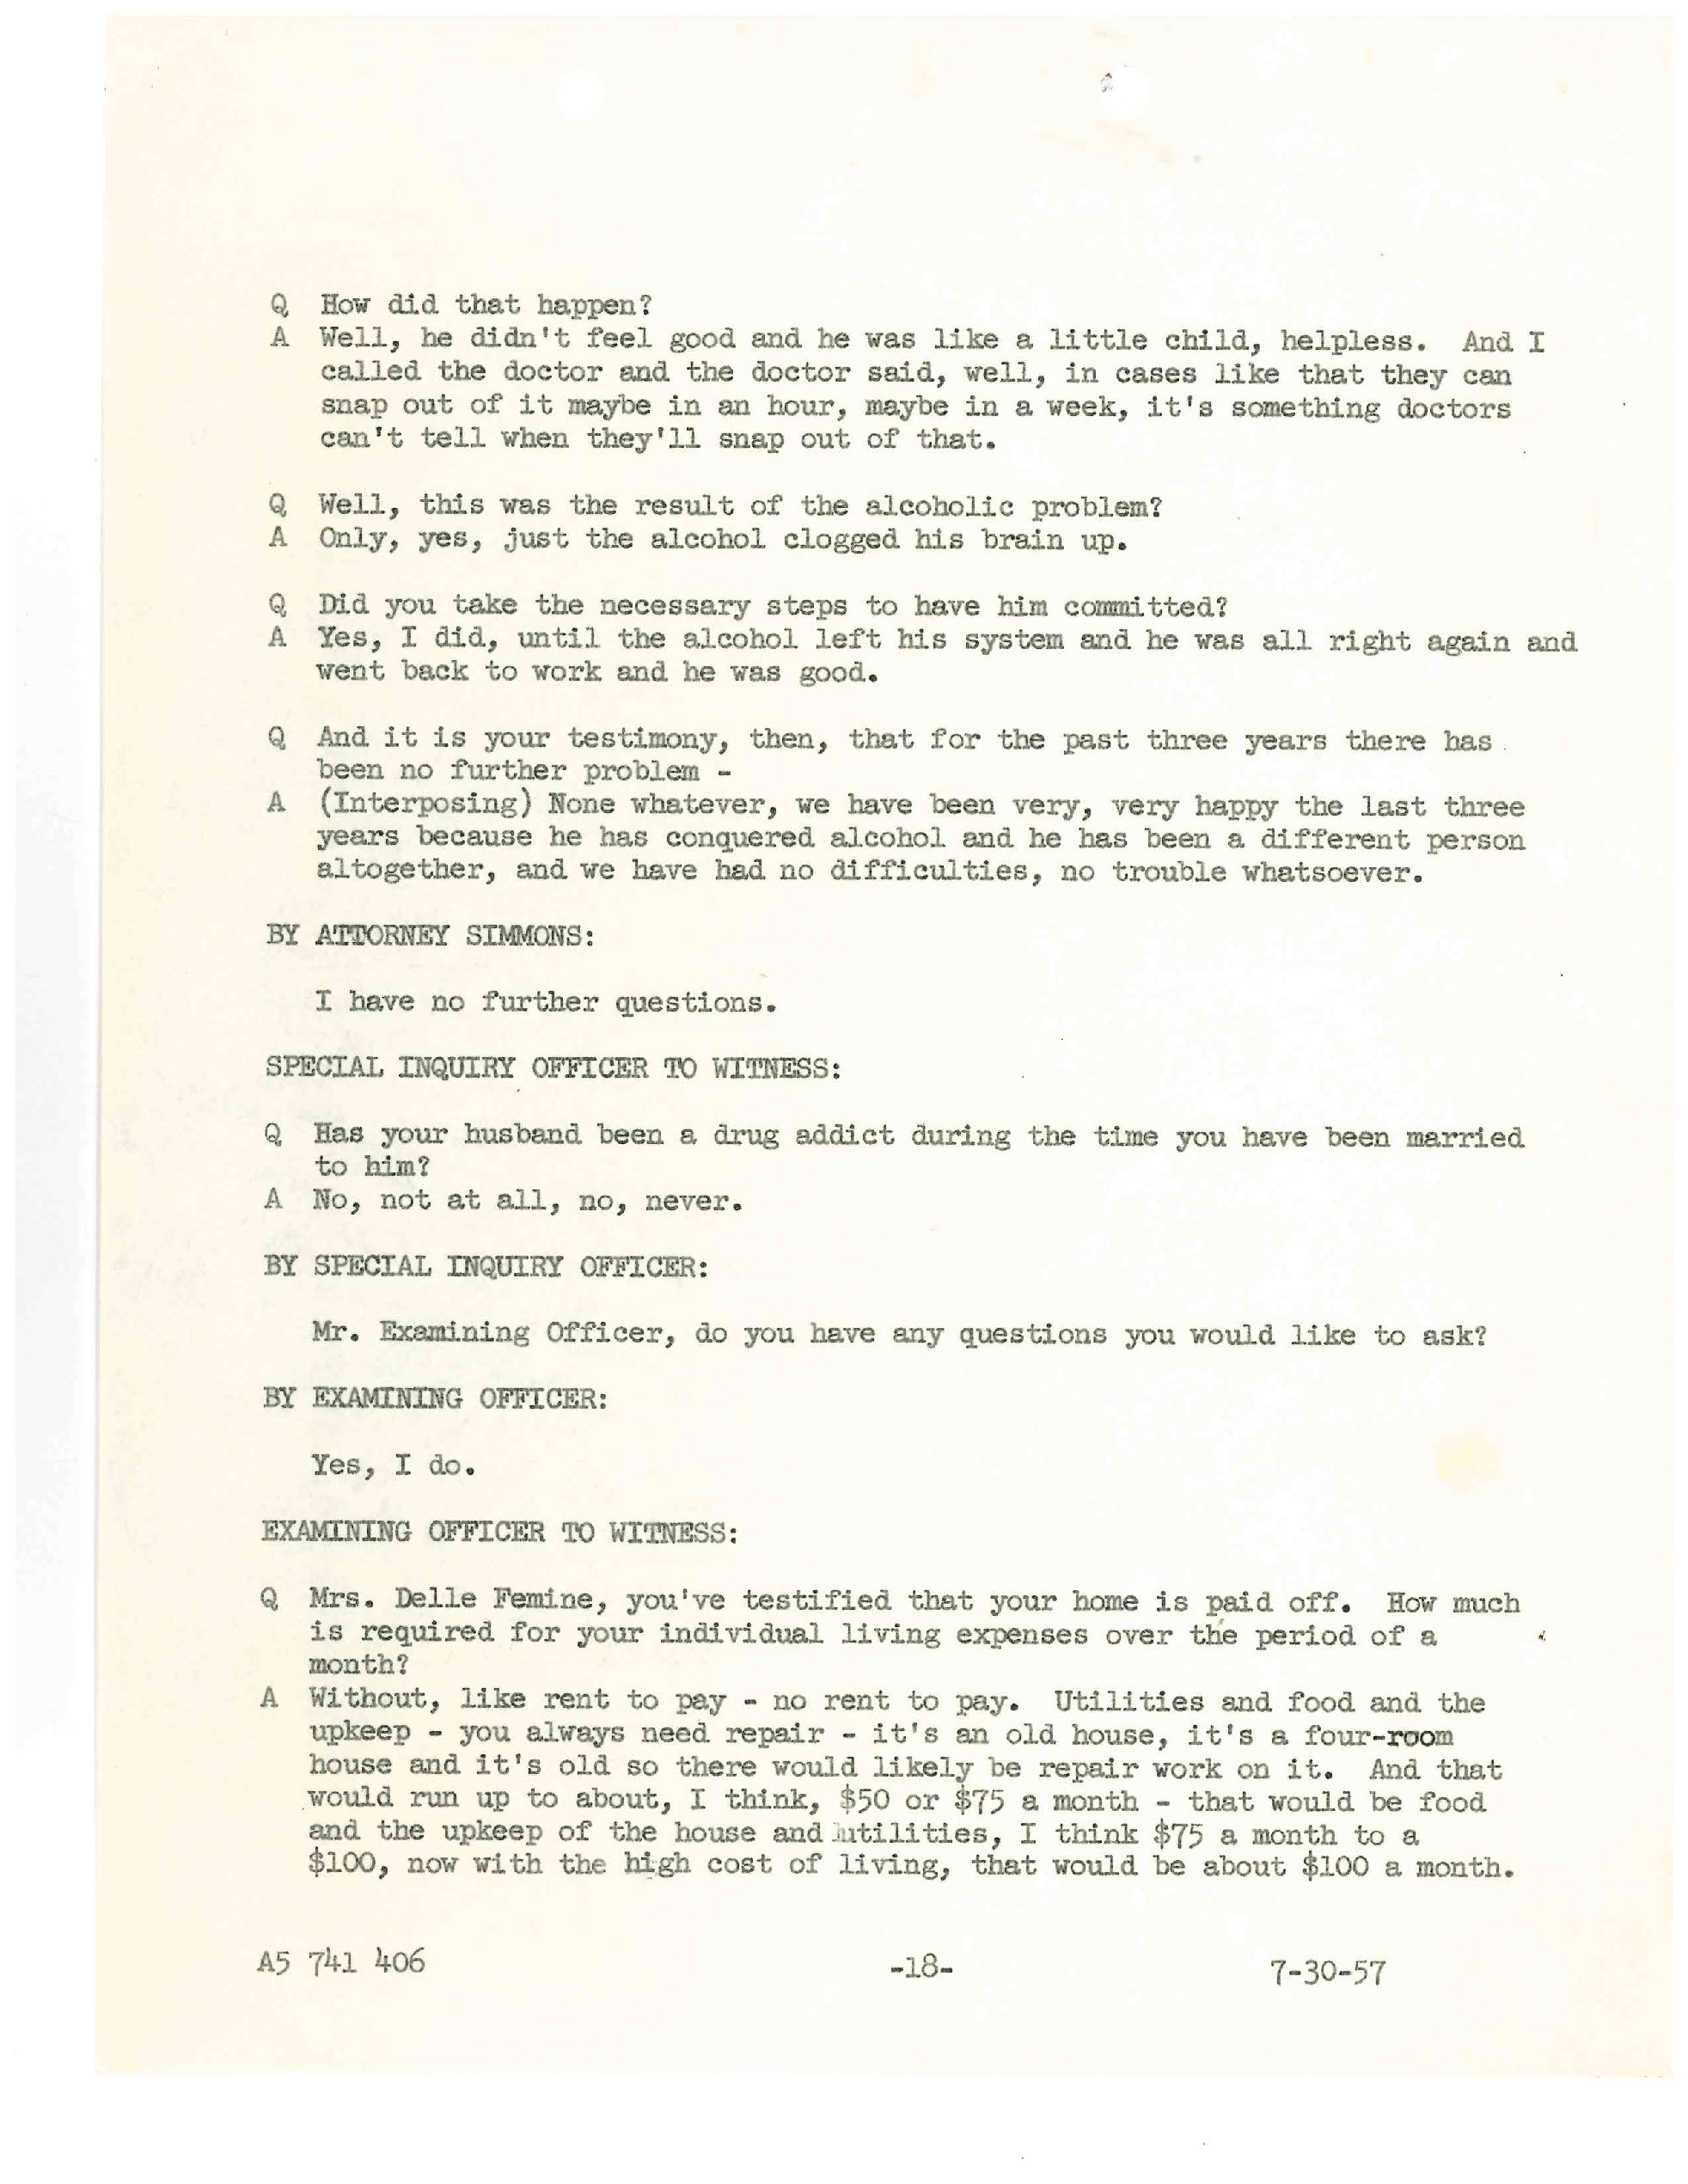 Q How did that happen?
A Well, he didn't feel good and he was like a little child, helpless. And I
called the doctor and the doctor said, well, in cases like that they can
snap out of it maybe in an hour, maybe in a week, it's something doctors
can't tell when they'll snap out of that.
Q Well, this was the result of the alcoholic problem?
A Only, yes, just the alcohol clogged his brain up.
Q Did you take the necessary steps to have him committed?
A Yes, I did, until the alcohol left his system and he was all right again and
went back to work and he was good.
Q And it is your testimony, then, that for the past three years there has
been no further problem -
A (Interposing) None whatever, we have been very, very happy the last three
years because he has conquered alcohol and he has been a different person
altogether, and we have had no difficulties, no trouble whatsoever.
BY ATTORNEY SIMMONS:
I have no further questions.
SPECIAL INQUIRY OFFICER TO WITNESS:
Q Has your husband been a drug addict during the time you have been married
to him?
A No, not at all, no, never.
BY SPECIAL INQUIRY OFFICER:
Mr. Examining Officer, do you have any questions you would like to ask?
BY EXAMINING OFFICER:
Yes, I do.
EXAMINING OFFICER TO WITNESS:
Q Mrs. Delle Femine, you've testified that your home is paid off. How much
is required for your individual living expenses over the period of a
month?
A Without, like rent to pay - no rent to pay. Utilities and food and the
upkeep - you always need repair - it's an old house, it's a four-room
house and it's old so there would likely be repair work on it. And that
would run up to about, I think, $50 or $75 a month - that would be food
and the upkeep of the house and utilities, I think $75 a month to a
$100, now with the high cost of living, that would be about $100 a month.
A5 741 406 -18- 7-30-57